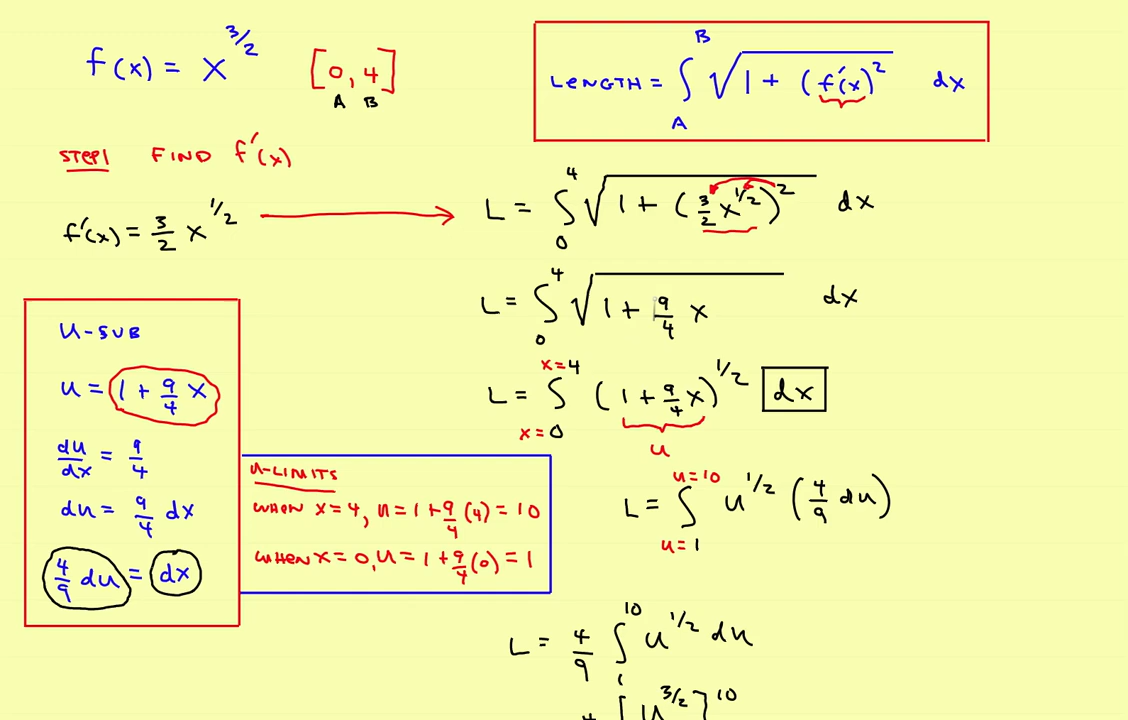 f(x) = x^{3/2} [0, 4]
A B
LENGTH = ∫_A^B √(1 + (f'(x))²) dx
STEP1 FIND f'(x)
f'(x) = 3/2 x^{1/2}
L = ∫_0^4 √(1 + (3/2 x^{1/2})²) dx
L = ∫_0^4 √(1 + 9/4 x) dx
L = ∫_{x=0}^{x=4} (1 + 9/4 x)^{1/2} dx
u
U-SUB
u = 1 + 9/4 x
du/dx = 9/4
du = 9/4 dx
4/9 du = dx
U-LIMITS
WHEN x = 4, u = 1 + 9/4 (4) = 10
WHEN x = 0, u = 1 + 9/4 (0) = 1
L = ∫_{u=1}^{u=10} u^{1/2} (4/9 du)
L = 4/9 ∫_1^{10} u^{1/2} du
[u^{3/2}]^{10}